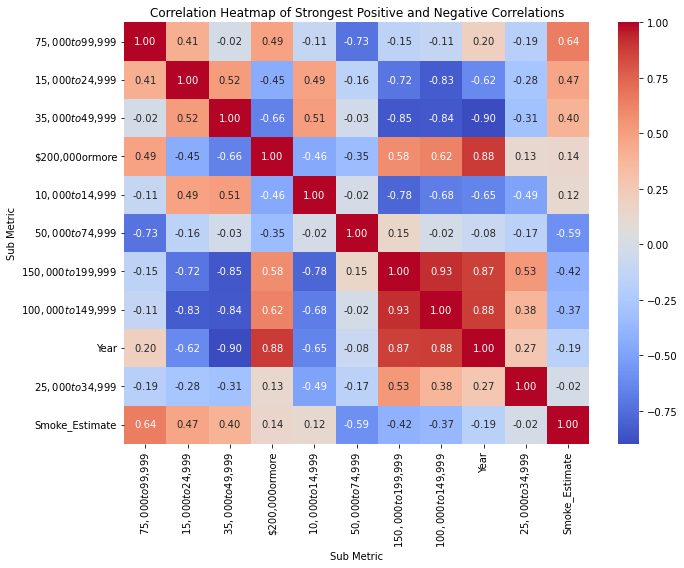 Correlation Heatmap of Strongest Positive and Negative Correlations
Sub Metric
75,000to99,999 1.00 0.41 -0.02 0.49 -0.11 -0.73 -0.15 -0.11 0.20 -0.19 0.64
15,000to24,999 0.41 1.00 0.52 -0.45 0.49 -0.16 -0.72 -0.83 -0.62 -0.28 0.47
35,000to49,999 -0.02 0.52 1.00 -0.66 0.51 -0.03 -0.85 -0.84 -0.90 -0.31 0.40
$200,000ormore 0.49 -0.45 -0.66 1.00 -0.46 -0.35 0.58 0.62 0.88 0.13 0.14
10,000to14,999 -0.11 0.49 0.51 -0.46 1.00 -0.02 -0.78 -0.68 -0.65 -0.49 0.12
50,000to74,999 -0.73 -0.16 -0.03 -0.35 -0.02 1.00 0.15 -0.02 -0.08 -0.17 -0.59
150,000to199,999 -0.15 -0.72 -0.85 0.58 -0.78 0.15 1.00 0.93 0.87 0.53 -0.42
100,000to149,999 -0.11 -0.83 -0.84 0.62 -0.68 -0.02 0.93 1.00 0.88 0.38 -0.37
Year 0.20 -0.62 -0.90 0.88 -0.65 -0.08 0.87 0.88 1.00 0.27 -0.19
25,000to34,999 -0.19 -0.28 -0.31 0.13 -0.49 -0.17 0.53 0.38 0.27 1.00 -0.02
Smoke_Estimate 0.64 0.47 0.40 0.14 0.12 -0.59 -0.42 -0.37 -0.19 -0.02 1.00
75,000to99,999
15,000to24,999
35,000to49,999
$200,000ormore
10,000to14,999
50,000to74,999
150,000to199,999
100,000to149,999
Year
25,000to34,999
Smoke_Estimate
Sub Metric
1.00
0.75
0.50
0.25
0.00
−0.25
−0.50
−0.75